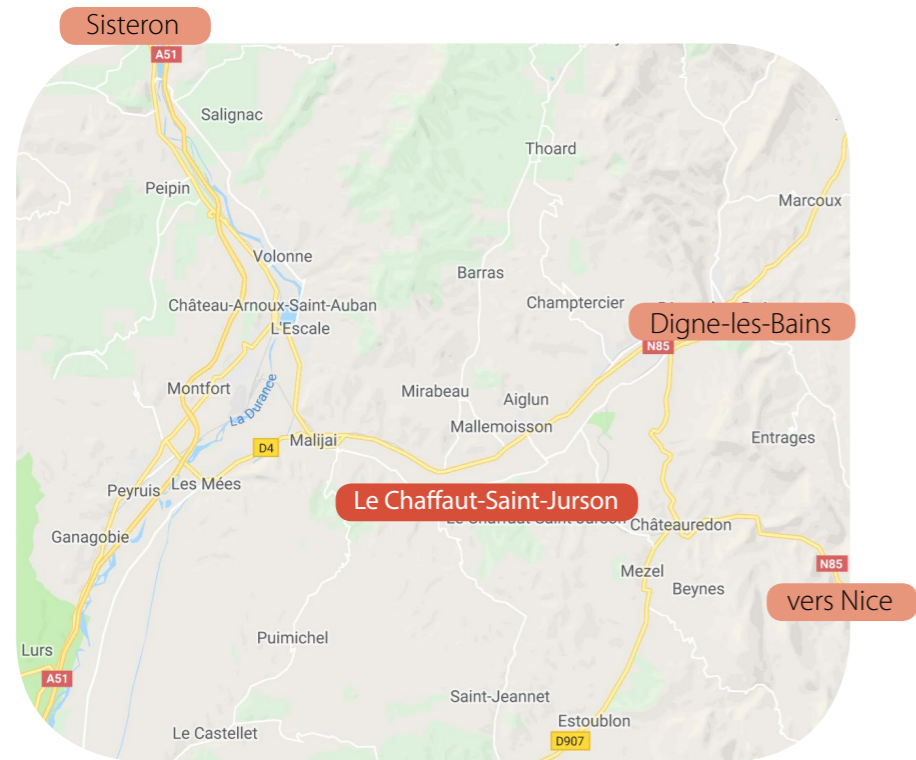 Sisteron
A51
Salignac
Thoard
Peipin
Marcoux
Volonne
Barras
Château-Arnoux-Saint-Auban
Champtercier
Digne-les-Bains
L'Escale
N85
Montfort
Mirabeau
Aiglun
La Durance
Mallemoisson
Entrages
D4
Malijai
Peyruis
Les Mées
Le Chaffaut-Saint-Jurson
Châteauredon
Ganagobie
N85
Mezel
Beynes
vers Nice
Puimichel
Lurs
A51
Saint-Jeannet
Estoublon
Le Castellet
D907